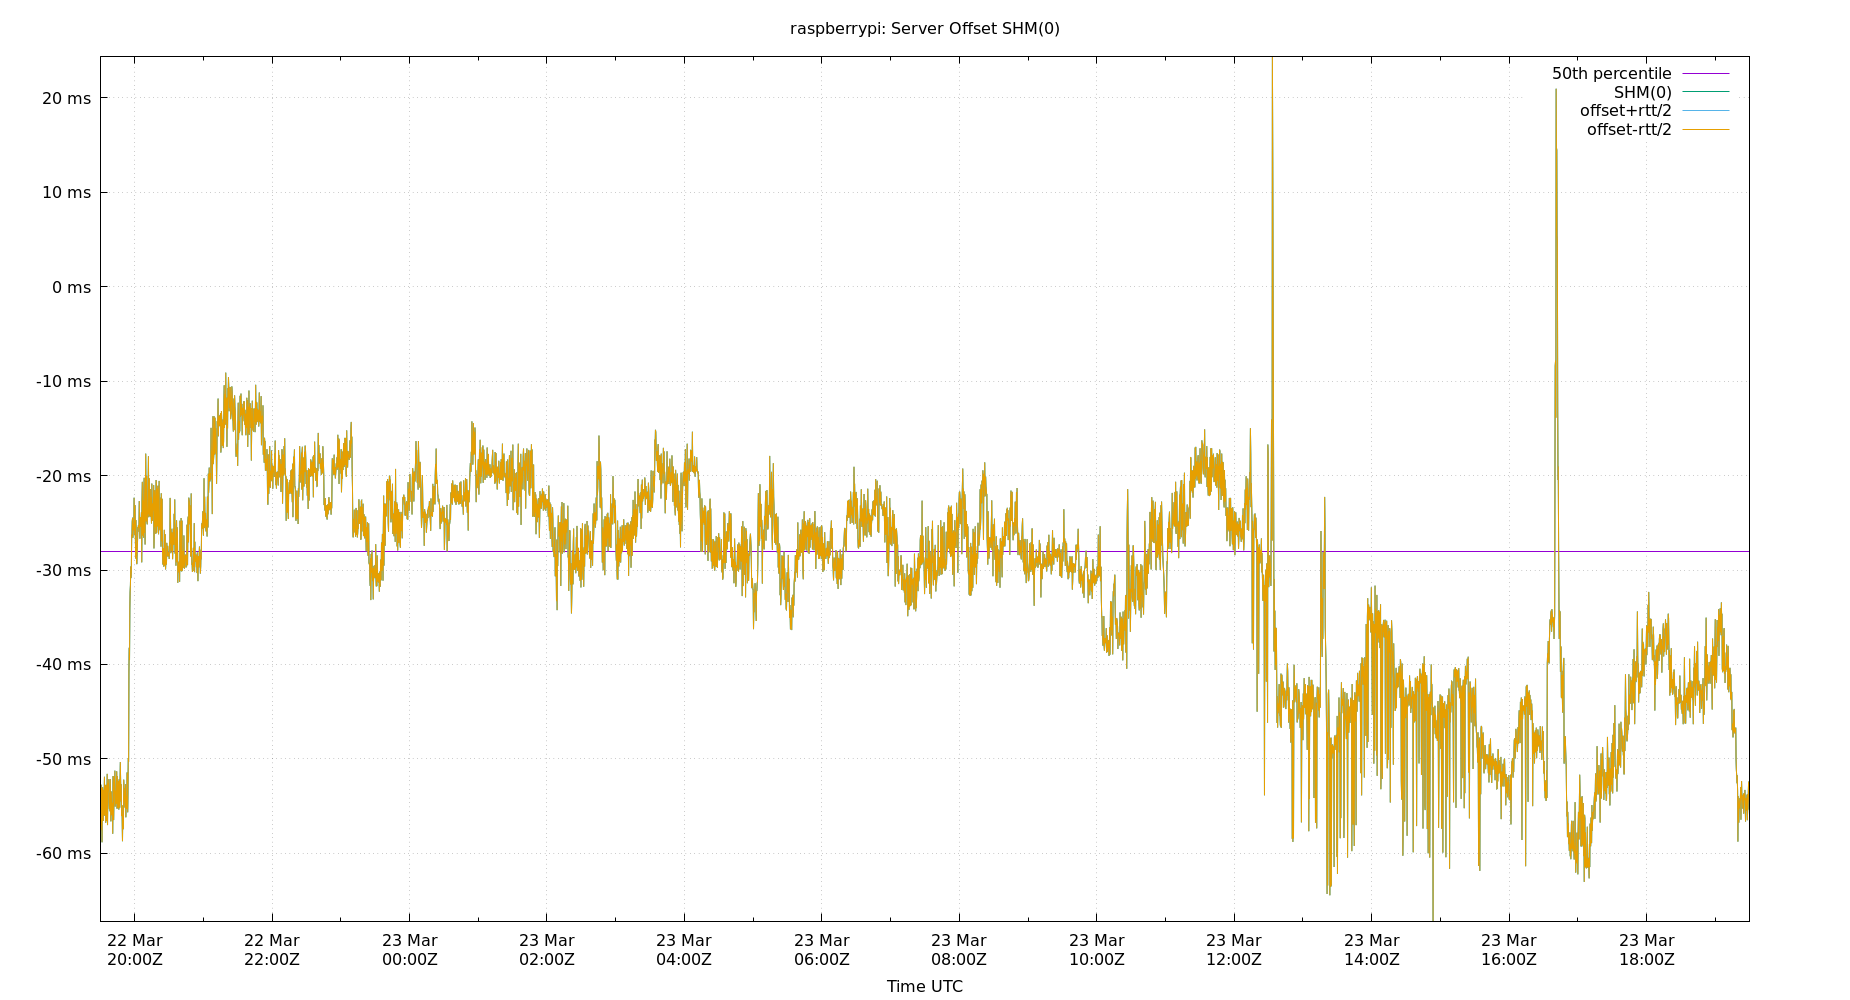 raspberrypi: Server Offset SHM(0)
50th percentile
SHM(0)
offset+rtt/2
offset-rtt/2
20 ms
10 ms
0 ms
-10 ms
-20 ms
-30 ms
-40 ms
-50 ms
-60 ms
22 Mar 22 Mar 23 Mar 23 Mar 23 Mar 23 Mar 23 Mar 23 Mar 23 Mar 23 Mar 23 Mar 23 Mar
20:00Z 22:00Z 00:00Z 02:00Z 04:00Z 06:00Z 08:00Z 10:00Z 12:00Z 14:00Z 16:00Z 18:00Z
Time UTC